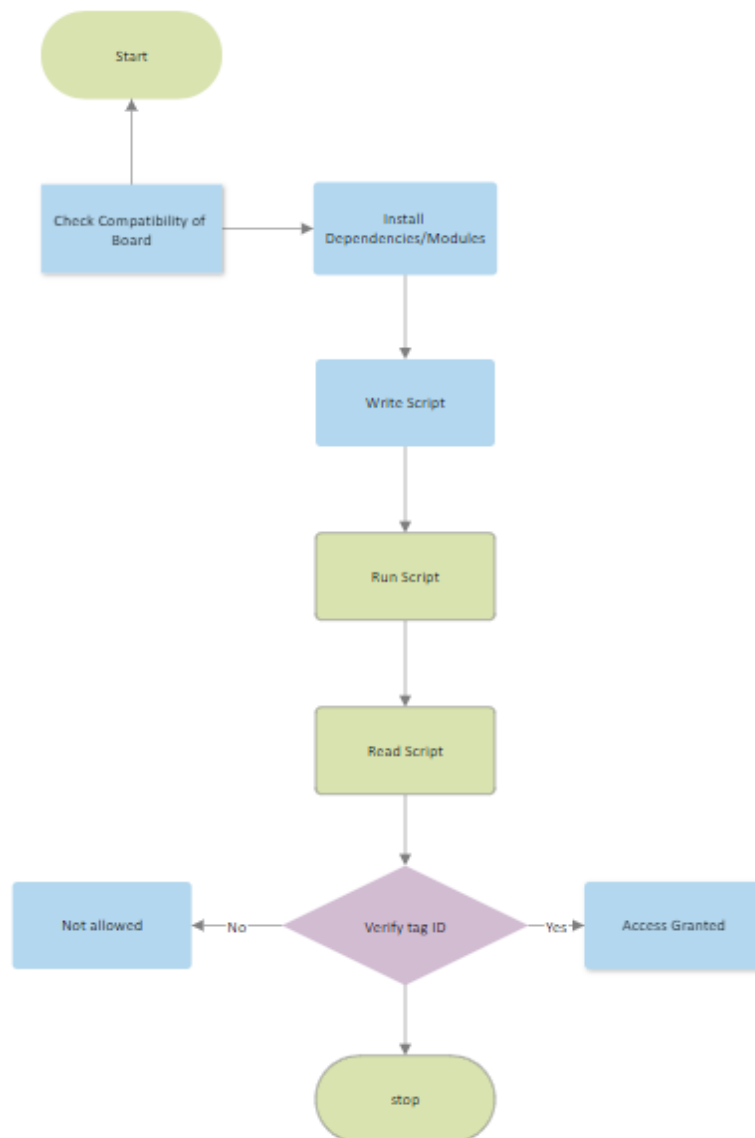 Start
Check Compatibility of
Board
Install
Dependencies/Modules
Write Script
Run Script
Read Script
Not allowed
No
Verify tag ID
Yes
Access Granted
stop